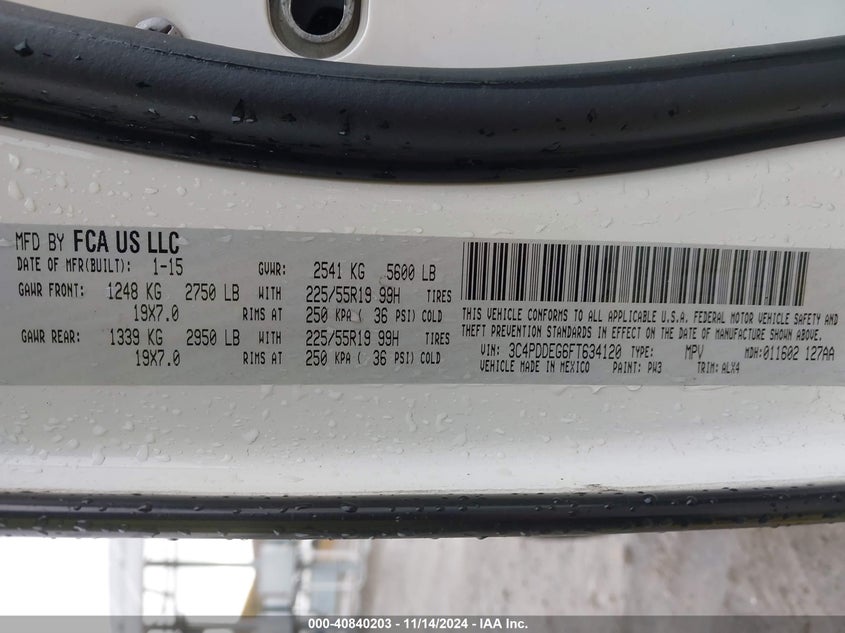 MFD BY FCA US LLC
DATE OF MFR(BUILT): 1-15 GVWR: 2541 KG 5600 LB
GAWR FRONT: 1248 KG 2750 LB WITH 225/55R19 99H TIRES
19X7.0 RIMS AT 250 KPA ( 36 PSI) COLD
GAWR REAR: 1339 KG 2950 LB WITH 225/55R19 99H TIRES
19X7.0 RIMS AT 250 KPA ( 36 PSI) COLD
THIS VEHICLE CONFORMS TO ALL APPLICABLE U.S.A. FEDERAL MOTOR VEHICLE SAFETY AND
THEFT PREVENTION STANDARDS IN EFFECT ON THE DATE OF MANUFACTURE SHOWN ABOVE.
VIN: 3C4PDDEG6FT634120 TYPE: MPV MDH:011602 127AA
VEHICLE MADE IN MEXICO PAINT: PW3 TRIM: ALX4
000-40840203 - 11/14/2024 - IAA Inc.